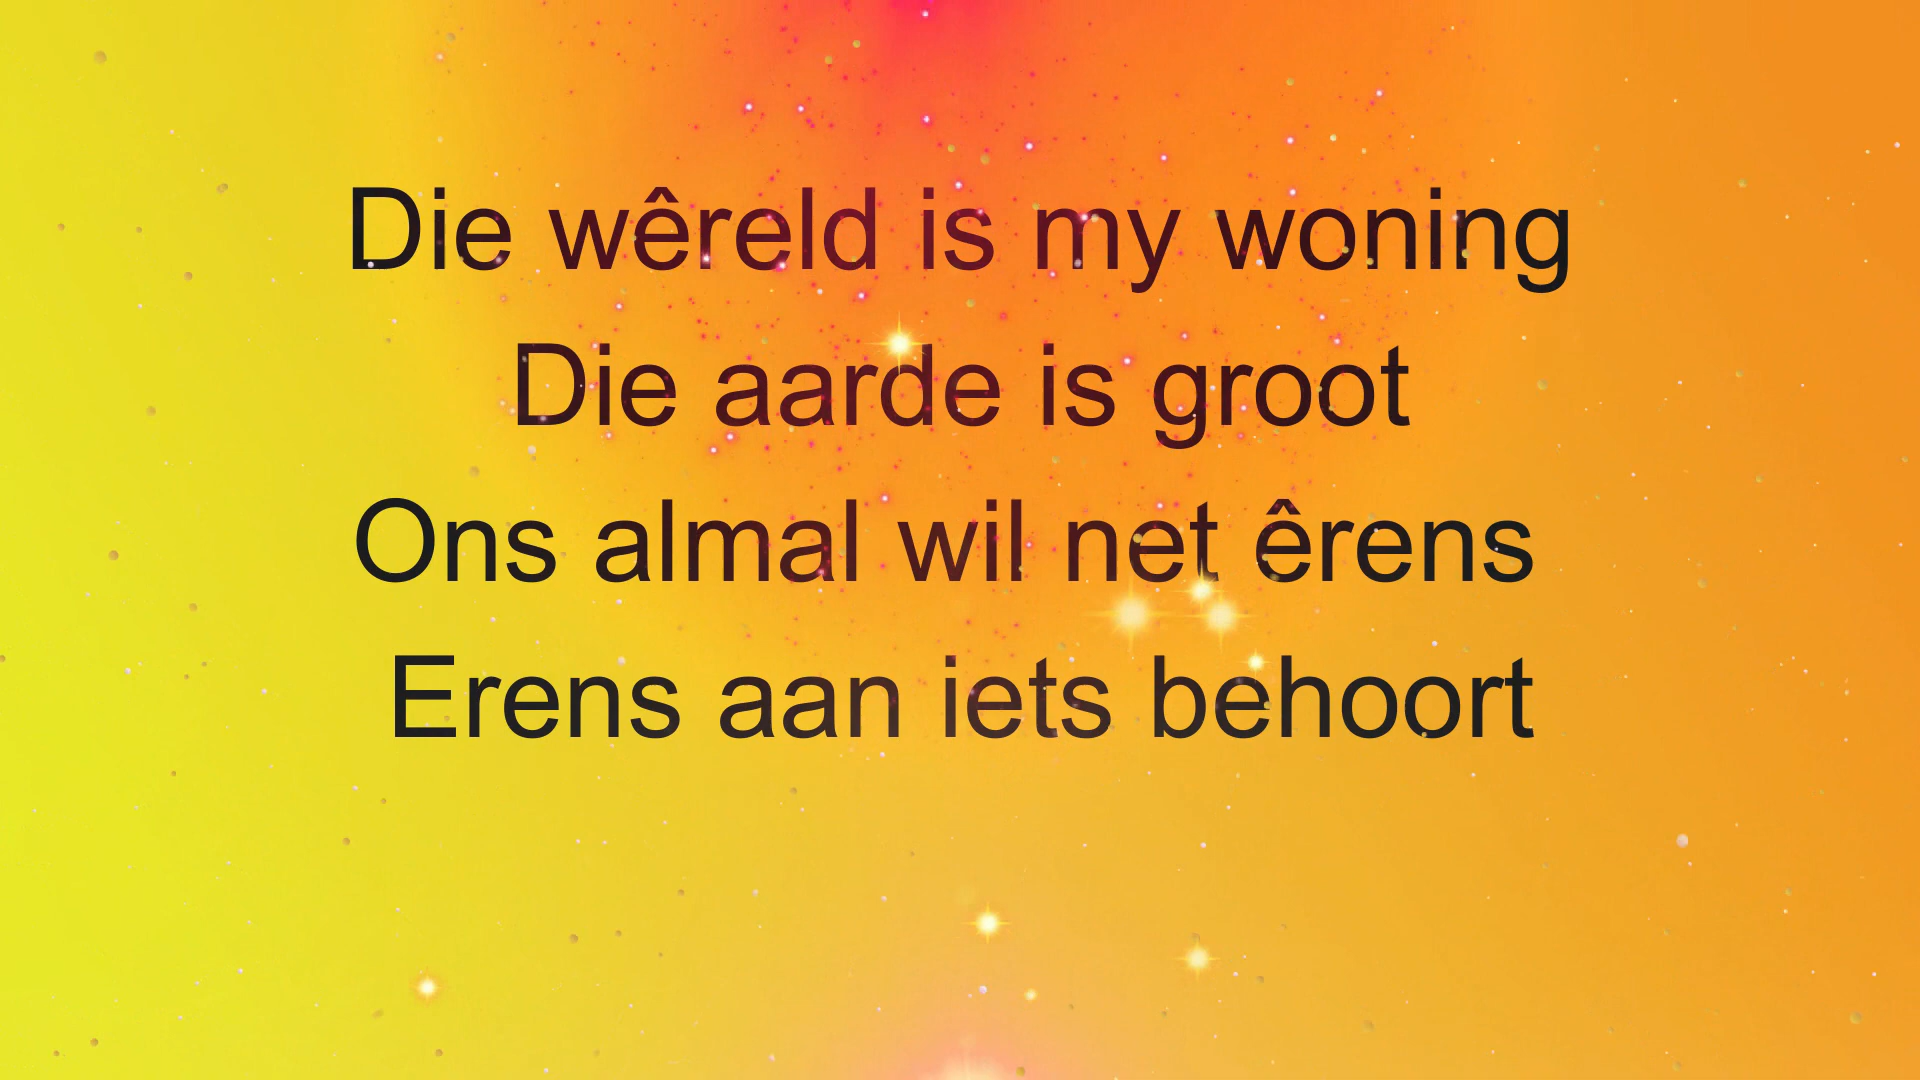 Die wêreld is my woning
Die aarde is groot
Ons almal wil net êrens
Erens aan iets behoort